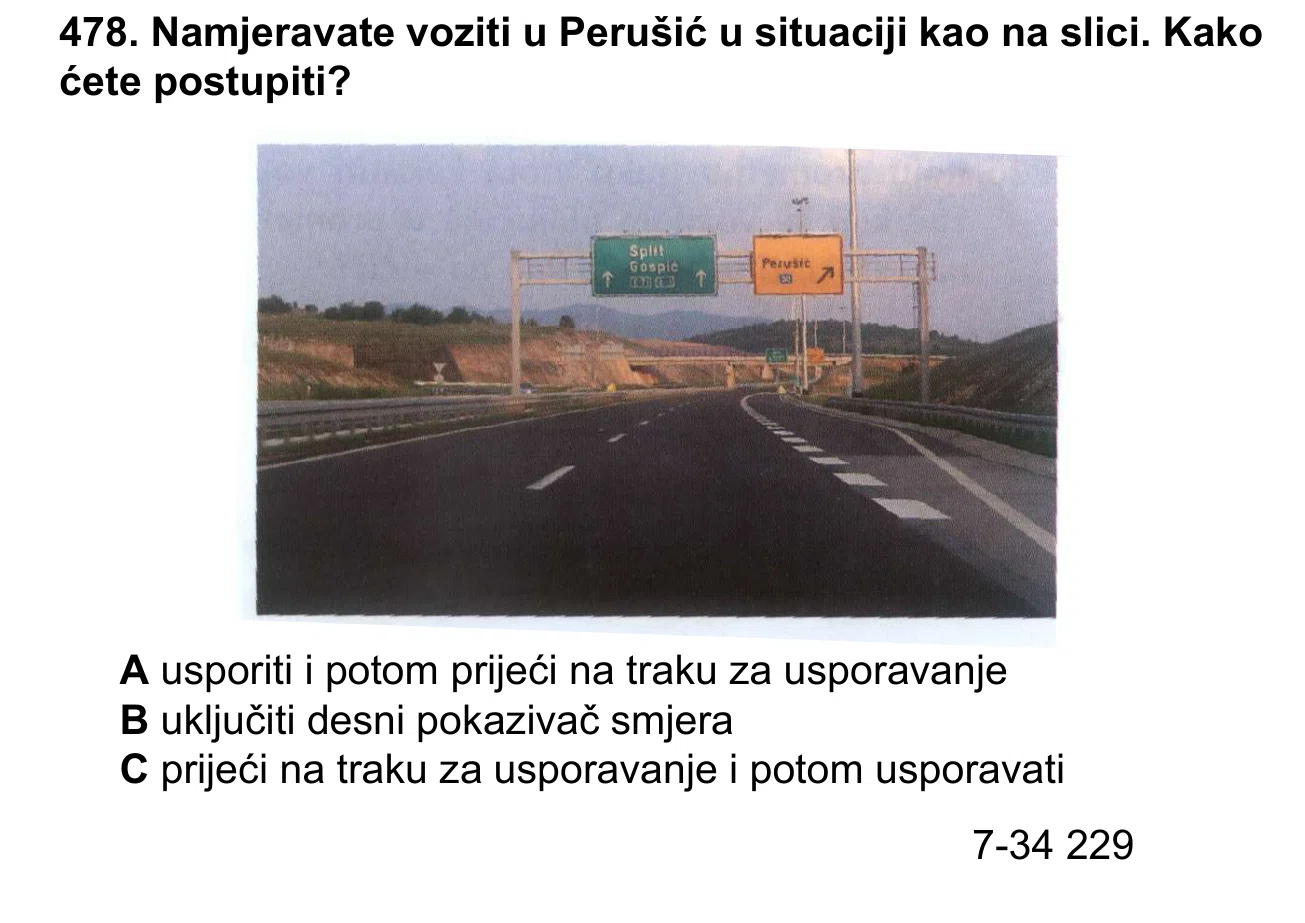 478. Namjeravate voziti u Perušić u situaciji kao na slici. Kako
ćete postupiti?
Split
Gospić
Perušić
A usporiti i potom prijeći na traku za usporavanje
B uključiti desni pokazivač smjera
C prijeći na traku za usporavanje i potom usporavati
7-34 229